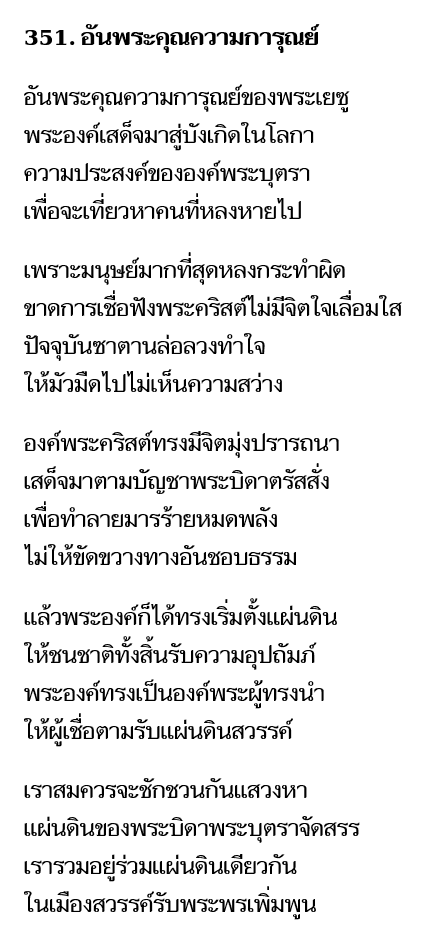 351. อันพระคุณความการุณย์
อันพระคุณความการุณย์ของพระเยซู
พระองค์เสด็จมาสู่บังเกิดในโลกา
ความประสงค์ขององค์พระบุตรา
เพื่อจะเที่ยวหาคนที่หลงหายไป
เพราะมนุษย์มากที่สุดหลงกระทำผิด
ขาดการเชื่อฟังพระคริสต์ไม่มีจิตใจเลื่อมใส
ปัจจุบันซาตานล่อลวงทำใจ
ให้มัวมืดไปไม่เห็นความสว่าง
องค์พระคริสต์ทรงมีจิตมุ่งปรารถนา
เสด็จมาตามบัญชาพระบิดาตรัสสั่ง
เพื่อทำลายมารร้ายหมดพลัง
ไม่ให้ขัดขวางทางอันชอบธรรม
แล้วพระองค์ก็ได้ทรงเริ่มตั้งแผ่นดิน
ให้ชนชาติทั้งสิ้นรับความอุปถัมภ์
พระองค์ทรงเป็นองค์พระผู้ทรงนำ
ให้ผู้เชื่อตามรับแผ่นดินสวรรค์
เราสมควรจะชักชวนกันแสวงหา
แผ่นดินของพระบิดาพระบุตราจัดสรร
เรารวมอยู่ร่วมแผ่นดินเดียวกัน
ในเมืองสวรรค์รับพระพรเพิ่มพูน